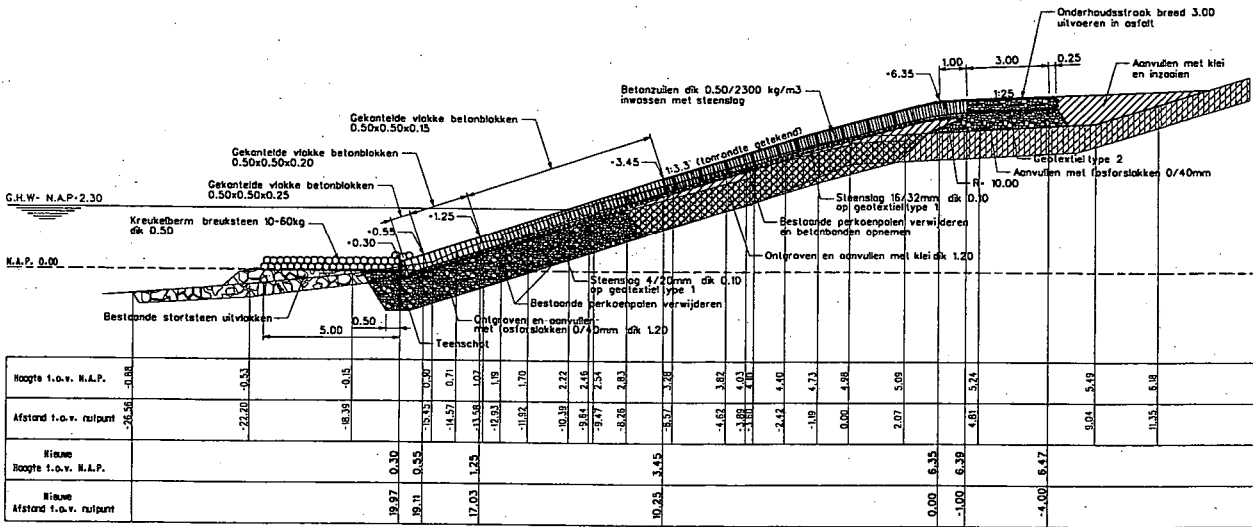 Onderhoudsstrook breed 3.00
uitvoeren in asfalt
1.00
3.00
0.25
Aanvullen met klei
en inzaaien
+6.35
1:25
Betonzuilen dik 0.50/2300 kg/m3
inwassen met steenslag
Gekantelde vlakke betonblokken
0.50x0.50x0.15
1:3.3' (tonrondte getekend)
Gekantelde vlakke betonblokken
0.50x0.50x0.20
+3.45
Geotextiel type 2
Aanvullen met fosforslakken 0/40mm
Gekantelde vlakke betonblokken
0.50x0.50x0.25
R= 10.00
G.H.W- N.A.P+2.30
Steenslag 16/32mm dik 0.10
op geotextiel type 1
Kreukelberm breuksteen 10-60kg
dik 0.50
+1.25
+0.55
+0.30
Bestaande perkoenpalen verwijderen
en betonbanden opnemen
Ontgraven en aanvullen met klei dik 1.20
N.A.P. 0.00
Steenslag 4/20mm dik 0.10
op geotextiel type 1
Bestaande perkoenpalen verwijderen
Bestaande stortsteen uitvlakken
0.50
Ontgraven en aanvullen
met fosforslakken 0/40mm dik 1.20
5.00
Teenschot
Hoogte t.o.v. N.A.P. -0.88 -0,53 -0,15 0,30 0,71 1,07 1,19 1,70 2,22 2,46 2,54 2,83 3,28 3,82 4,03 4,10 4,40 4,73 4,98 5,09 5,24 5,49 6,18
Afstand t.o.v. nulpunt -26,56 -22,20 -18,39 -15,45 -14,57 -13,58 -12,93 -11,92 -10,39 -9,64 -9,47 -8,26 -6,57 -4,62 -3,89 -3,60 -2,42 -1,19 0,00 2,07 4,81 9,04 11,35
Nieuwe
Hoogte t.o.v. N.A.P. 0.30 0,55 1,25 3,45 6,35 6,39 6,47
Nieuwe
Afstand t.o.v. nulpunt 19,97 19,11 17,03 10,25 0,00 -1,00 -4,00